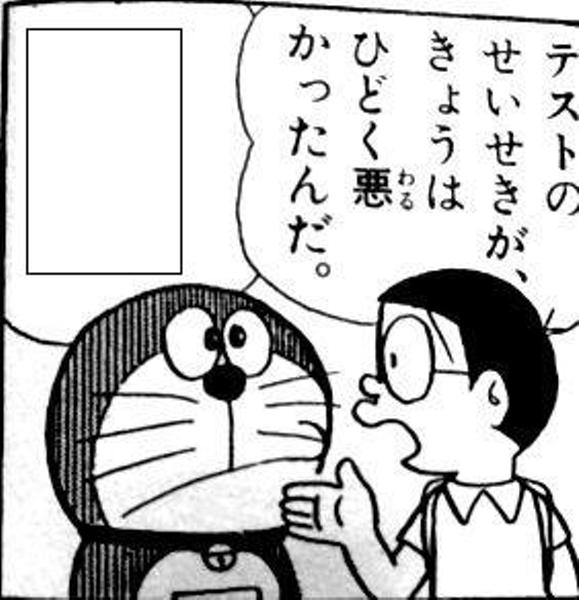 テストの
せいせきが、
きょうは
ひどく悪わる
かったんだ。